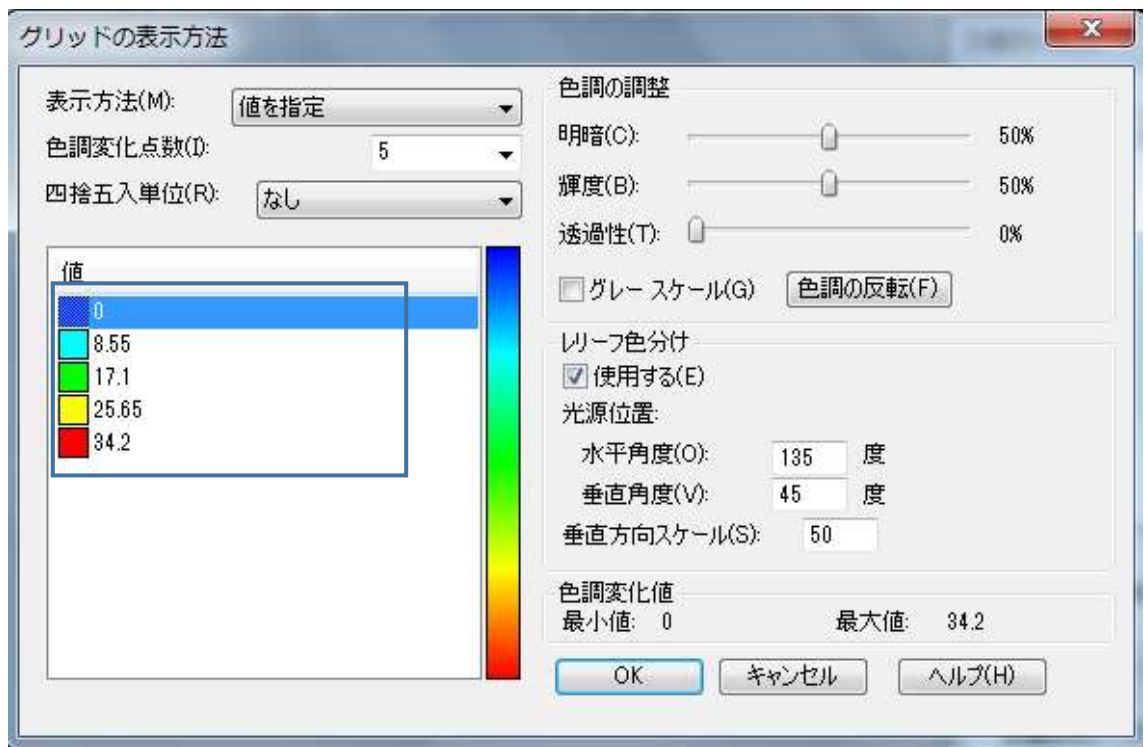 グリッドの表示方法
表示方法(M): 値を指定
色調変化点数(I): 5
四捨五入単位(R): なし
値
0
8.55
17.1
25.65
34.2
色調の調整
明暗(C): 50%
輝度(B): 50%
透過性(T): 0%
グレー スケール(G) 色調の反転(F)
レリーフ色分け
使用する(E)
光源位置:
水平角度(O): 135 度
垂直角度(V): 45 度
垂直方向スケール(S): 50
色調変化値
最小値: 0 最大値: 34.2
OK キャンセル ヘルプ(H)